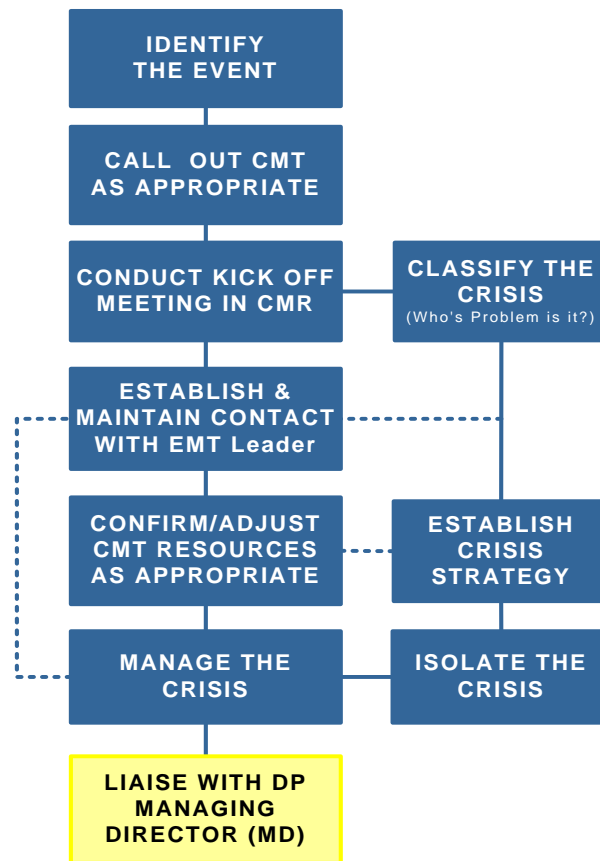 IDENTIFY
THE EVENT
CALL OUT CMT
AS APPROPRIATE
CONDUCT KICK OFF
MEETING IN CMR
CLASSIFY THE
CRISIS
(Who's Problem is it?)
ESTABLISH &
MAINTAIN CONTACT
WITH EMT Leader
CONFIRM/ADJUST
CMT RESOURCES
AS APPROPRIATE
ESTABLISH
CRISIS
STRATEGY
MANAGE THE
CRISIS
ISOLATE THE
CRISIS
LIAISE WITH DP
MANAGING
DIRECTOR (MD)